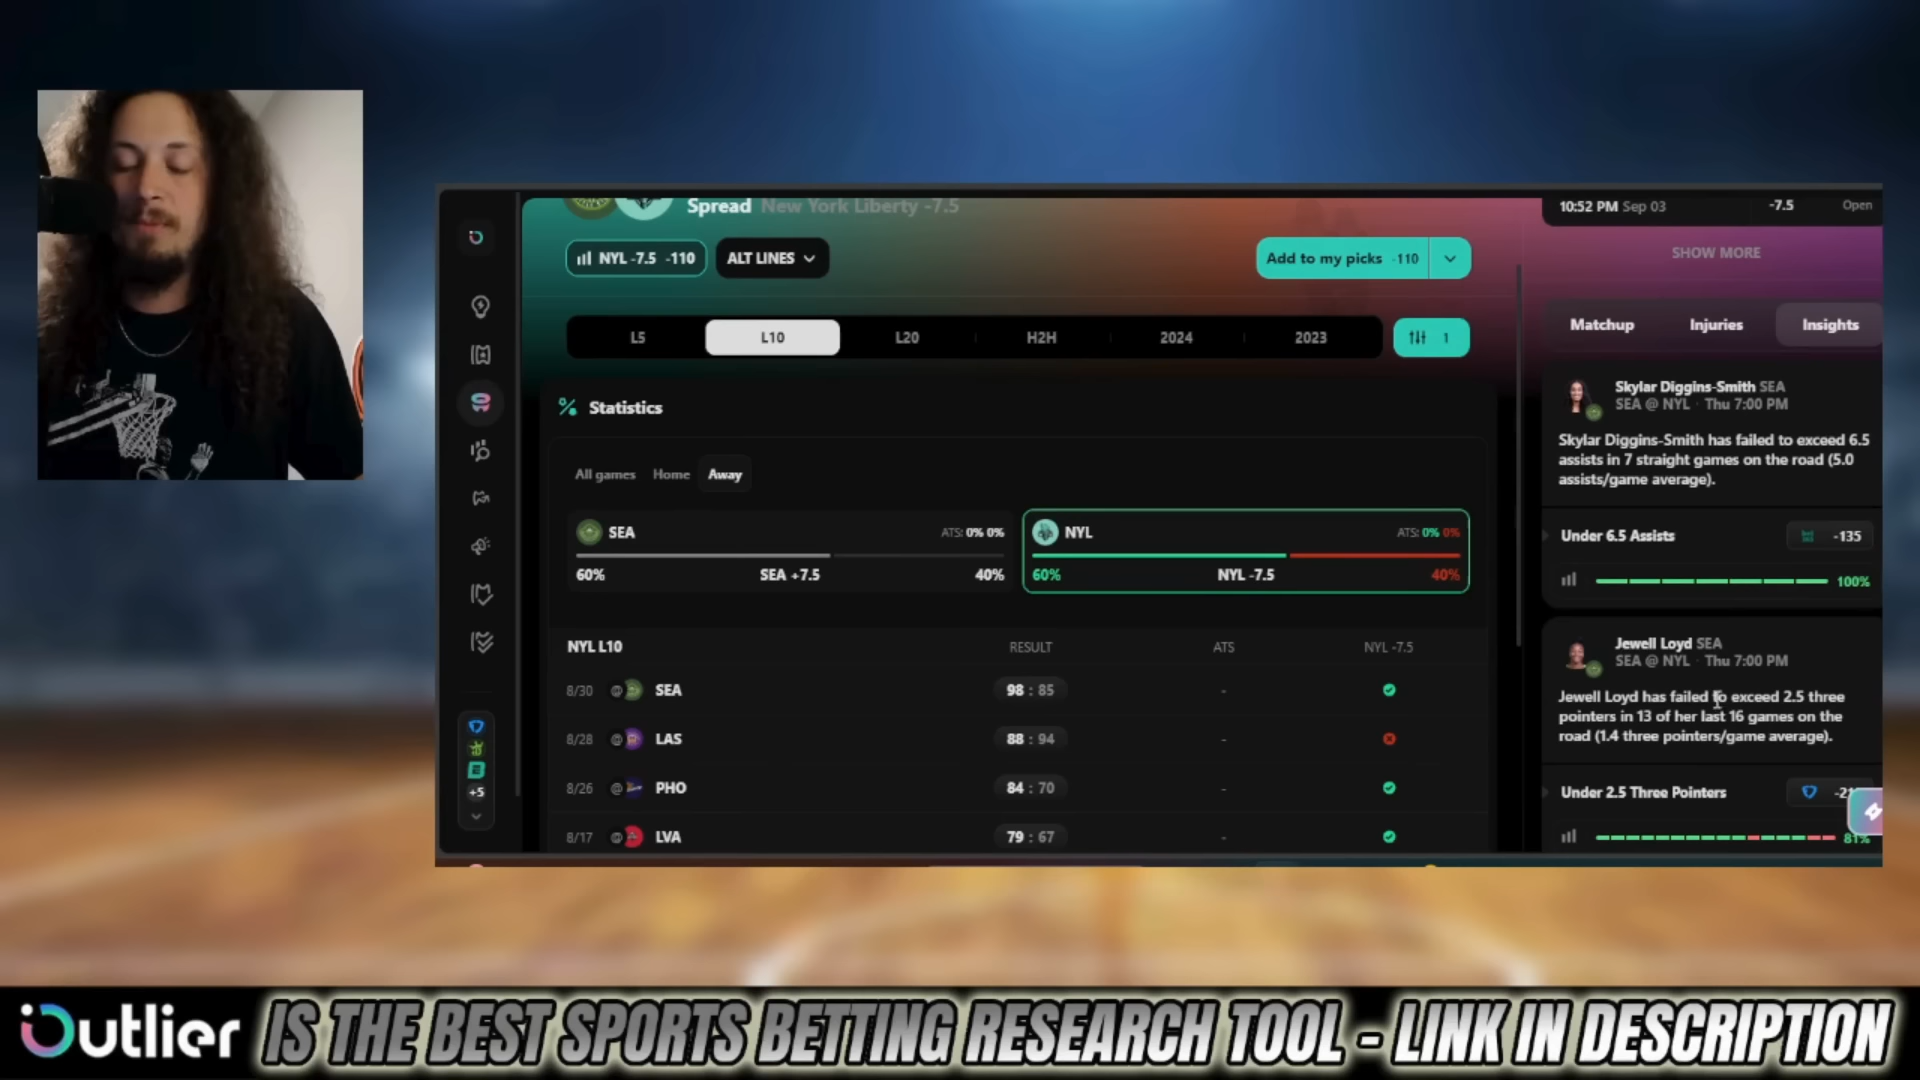 Spread New York Liberty -7.5
NYL -7.5 -110
ALT LINES
Add to my picks -110
L5
L10
L20
H2H
2024
2023
1
Statistics
All games Home Away
SEA ATS: 0% 0%
60% SEA +7.5 40%
NYL ATS: 0% 0%
60% NYL -7.5 40%
NYL L10 RESULT ATS NYL -7.5
8/30 @ SEA 98 : 85 -
8/28 @ LAS 88 : 94 -
8/26 @ PHO 84 : 70 -
8/17 @ LVA 79 : 67 -
+5
10:52 PM Sep 03 -7.5 Open
SHOW MORE
Matchup Injuries Insights
Skylar Diggins-Smith SEA
SEA @ NYL · Thu 7:00 PM
Skylar Diggins-Smith has failed to exceed 6.5
assists in 7 straight games on the road (5.0
assists/game average).
Under 6.5 Assists -135
100%
Jewell Loyd SEA
SEA @ NYL · Thu 7:00 PM
Jewell Loyd has failed to exceed 2.5 three
pointers in 13 of her last 16 games on the
road (1.4 three pointers/game average).
Under 2.5 Three Pointers
81%
Outlier IS THE BEST SPORTS BETTING RESEARCH TOOL - LINK IN DESCRIPTION